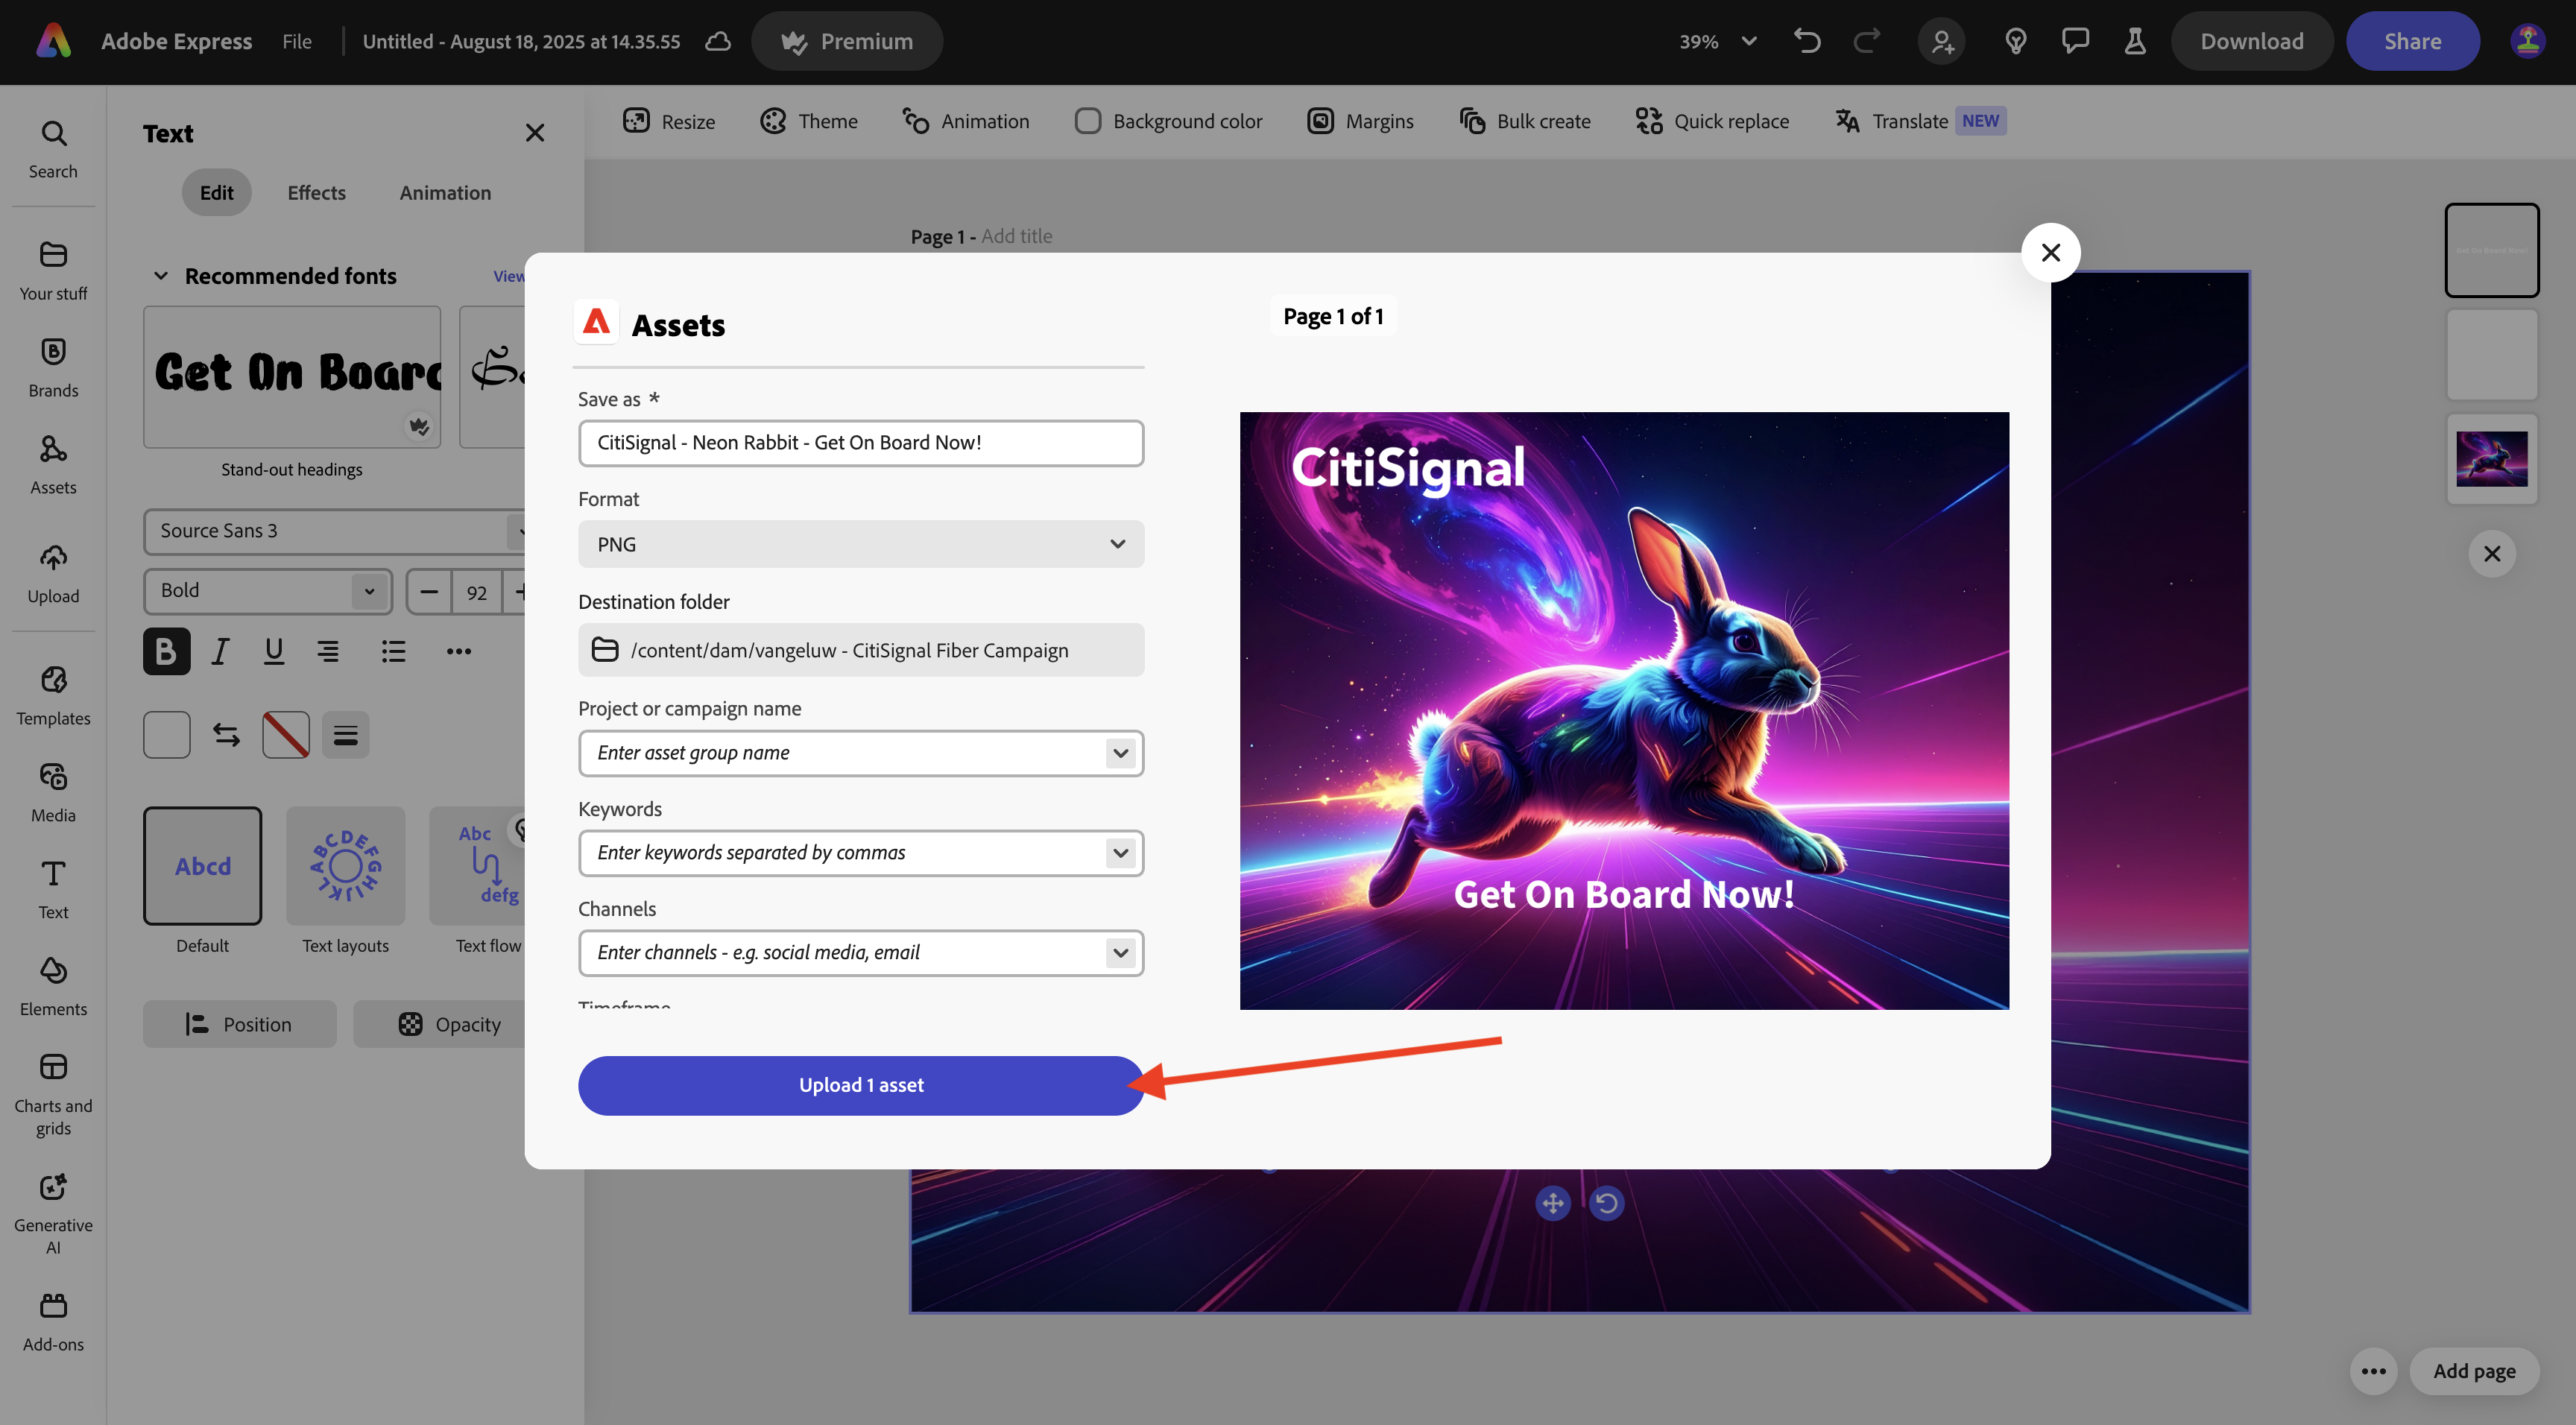 Adobe Express File Untitled - August 18, 2025 at 14.35.55 Premium 39% Download Share
Resize Theme Animation Background color Margins Bulk create Quick replace Translate NEW
Search
Your stuff
Brands
Assets
Upload
Templates
Media
Text
Elements
Charts and
grids
Generative
AI
Add-ons
Text
Edit Effects Animation
Recommended fonts View
Get On Board
Stand-out headings
Source Sans 3
Bold 92
B I U
Abcd
ABCDEFGHIJKL
Abc
defg
Default Text layouts Text flow
Position Opacity
Page 1 - Add title
Assets
Save as *
CitiSignal - Neon Rabbit - Get On Board Now!
Format
PNG
Destination folder
/content/dam/vangeluw - CitiSignal Fiber Campaign
Project or campaign name
Enter asset group name
Keywords
Enter keywords separated by commas
Channels
Enter channels - e.g. social media, email
Timeframe
Upload 1 asset
Page 1 of 1
CitiSignal
Get On Board Now!
Get On Board Now!
Add page